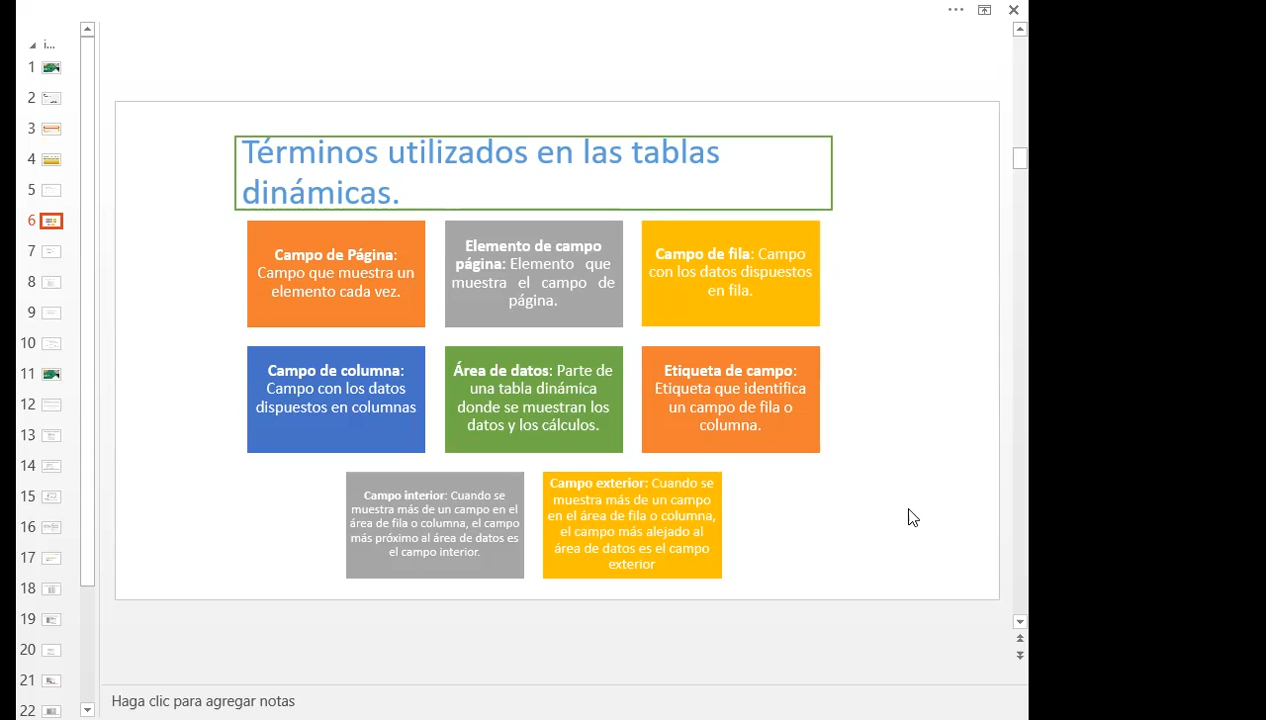 i...
1
2
3
4
5
6
7
8
9
10
11
12
13
14
15
16
17
18
19
20
21
22
Términos utilizados en las tablas
dinámicas.
Campo de Página:
Campo que muestra un
elemento cada vez.
Elemento de campo
página: Elemento que
muestra el campo de
página.
Campo de fila: Campo
con los datos dispuestos
en fila.
Campo de columna:
Campo con los datos
dispuestos en columnas
Área de datos: Parte de
una tabla dinámica
donde se muestran los
datos y los cálculos.
Etiqueta de campo:
Etiqueta que identifica
un campo de fila o
columna.
Campo interior: Cuando se
muestra más de un campo en el
área de fila o columna, el campo
más próximo al área de datos es
el campo interior.
Campo exterior: Cuando se
muestra más de un campo
en el área de fila o columna,
el campo más alejado al
área de datos es el campo
exterior
Haga clic para agregar notas